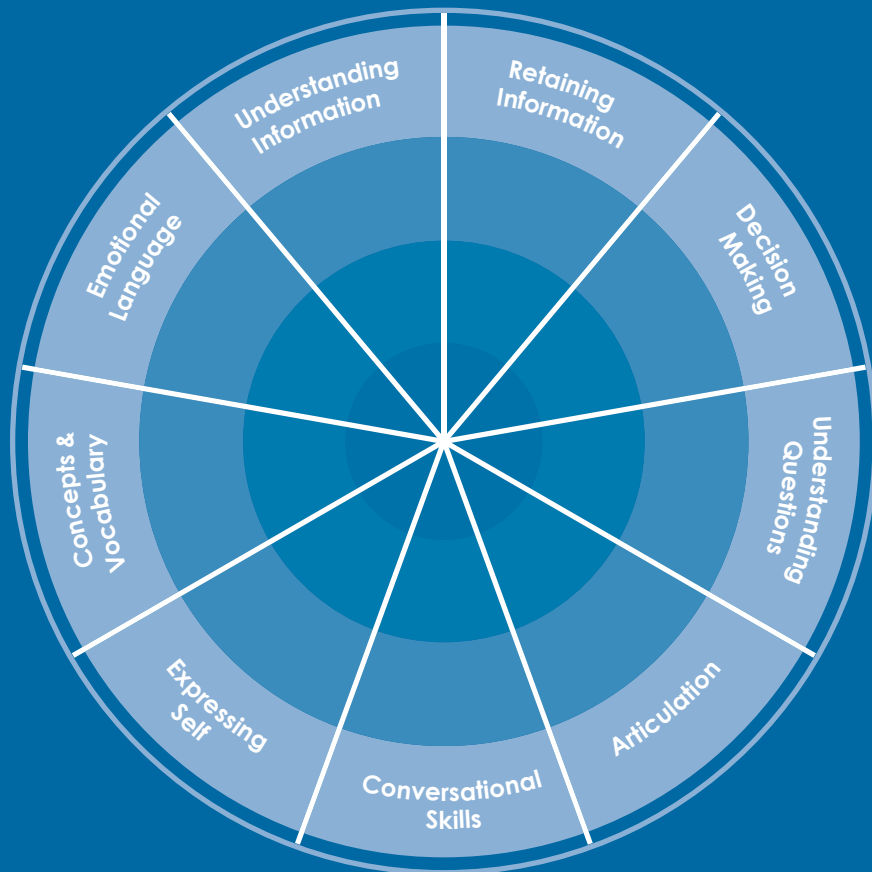 Understanding
Information
Retaining
Information
Decision
Making
Understanding
Questions
Articulation
Conversational
Skills
Expressing
Self
Concepts &
Vocabulary
Emotional
Language